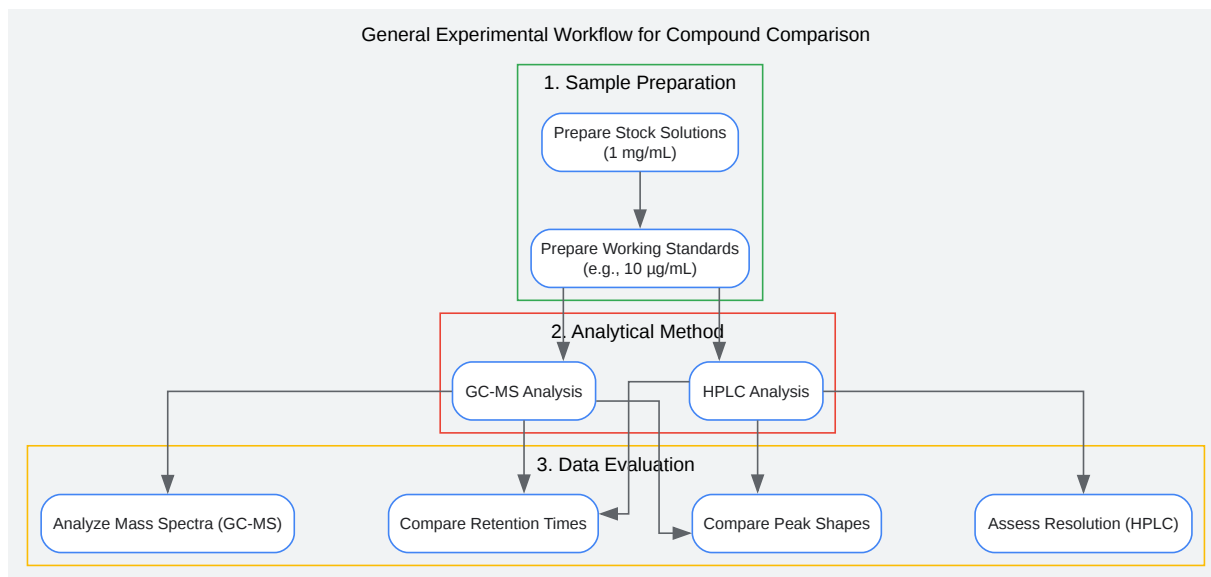 General Experimental Workflow for Compound Comparison
1. Sample Preparation
Prepare Stock Solutions
(1 mg/mL)
Prepare Working Standards
(e.g., 10 µg/mL)
2. Analytical Method
GC-MS Analysis
HPLC Analysis
3. Data Evaluation
Analyze Mass Spectra (GC-MS)
Compare Retention Times
Compare Peak Shapes
Assess Resolution (HPLC)